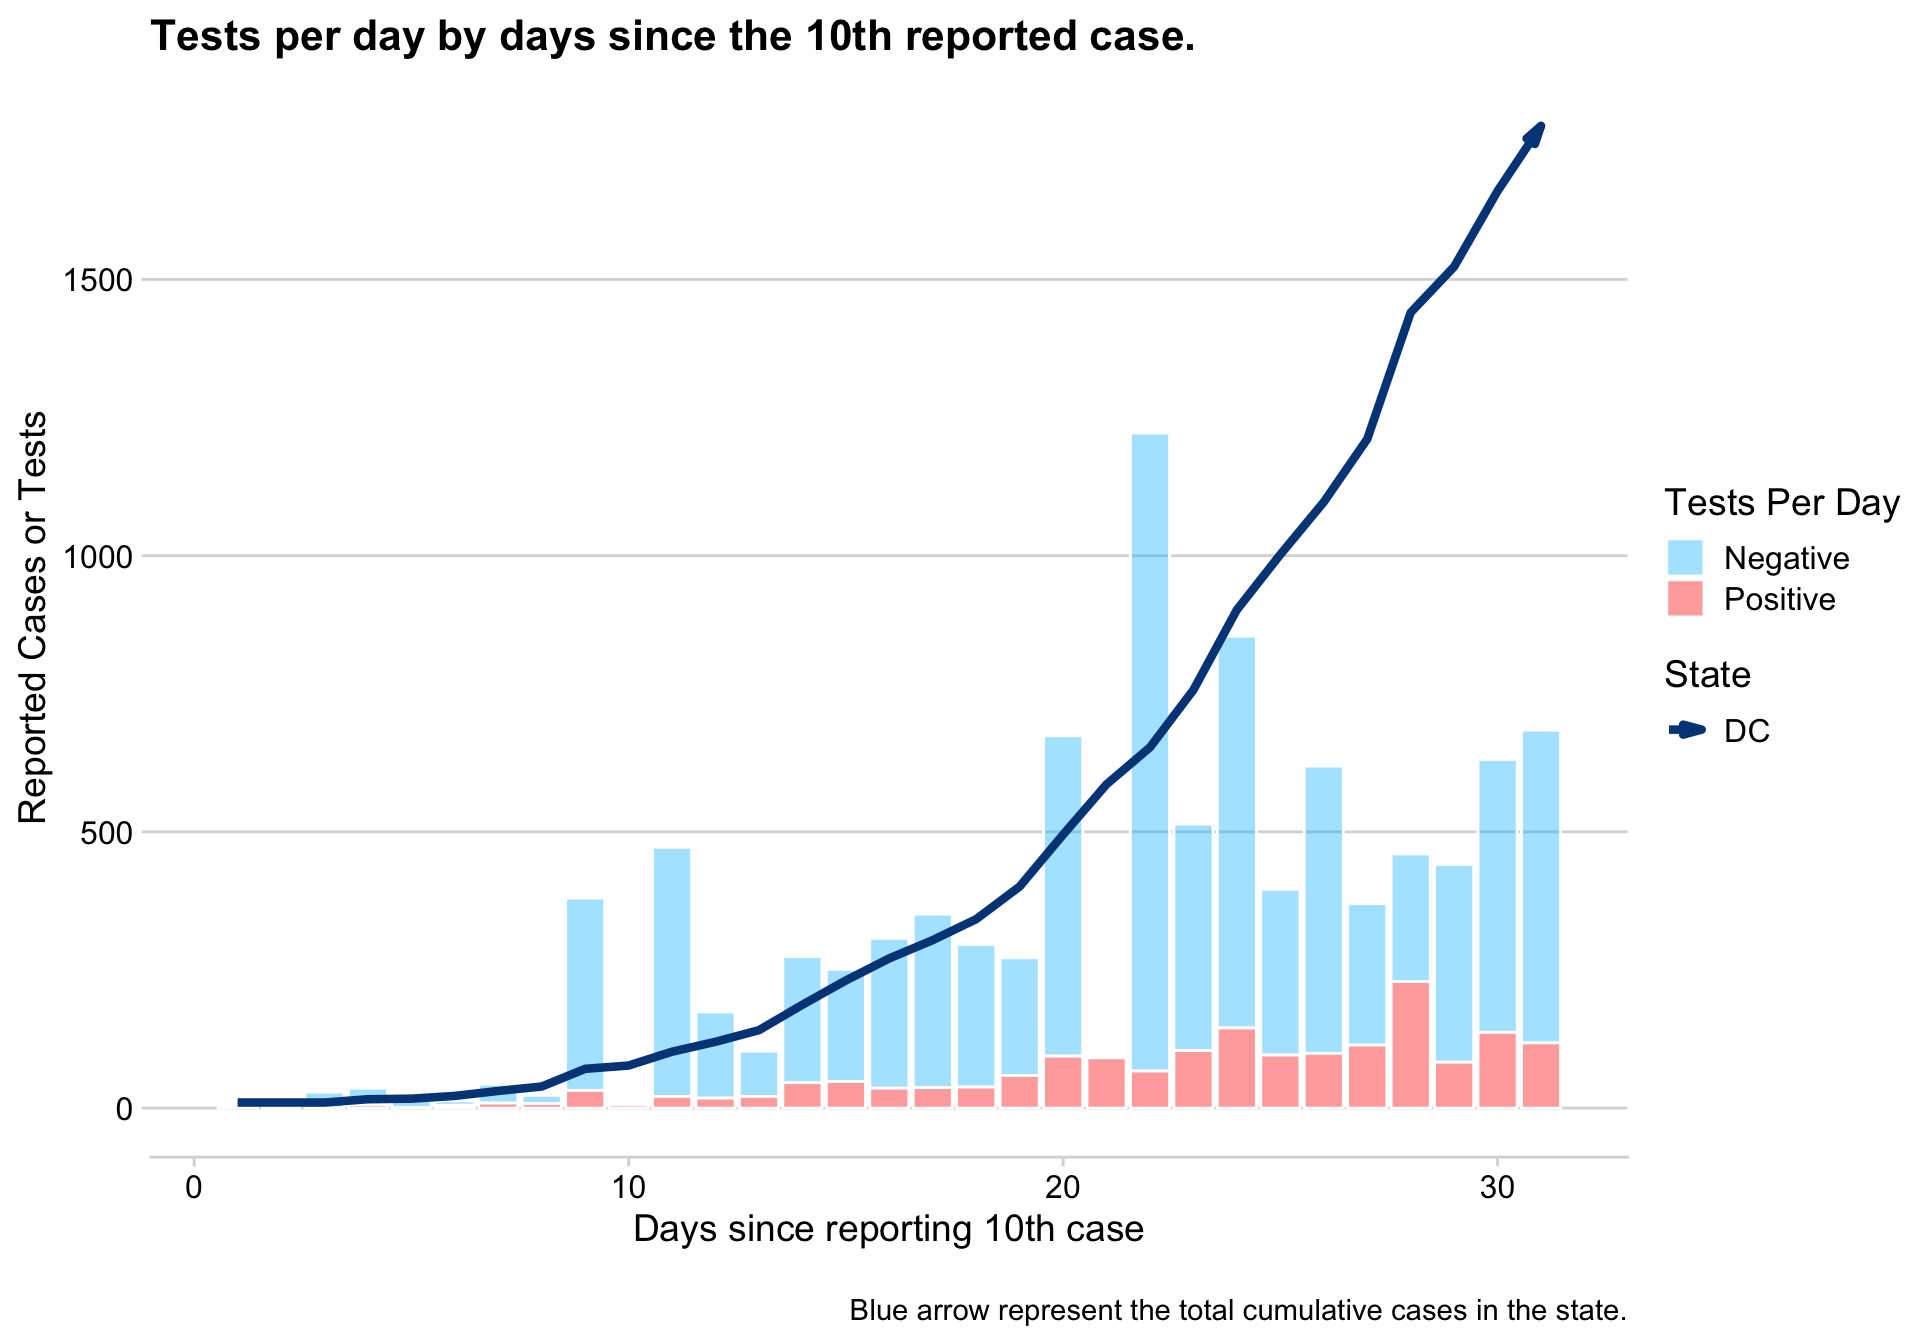 Tests per day by days since the 10th reported case.
Reported Cases or Tests
1500
1000
500
0
0
10
20
30
Days since reporting 10th case
Tests Per Day
Negative
Positive
State
DC
Blue arrow represent the total cumulative cases in the state.